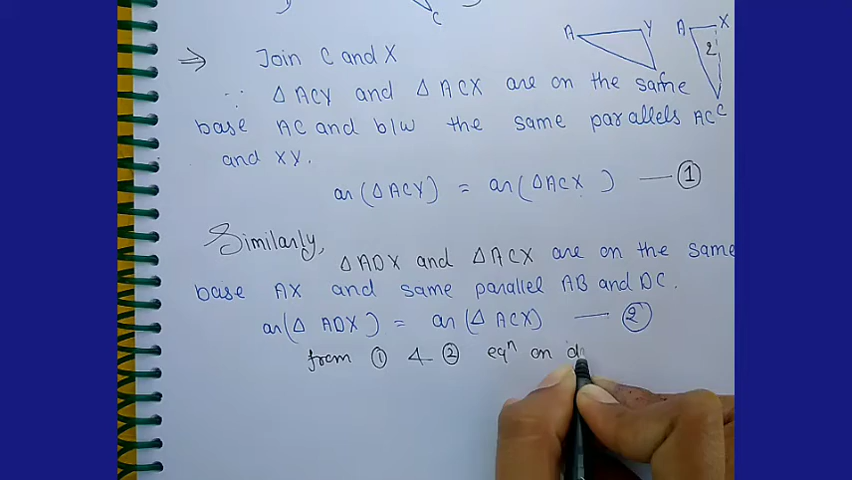 C
A Y A X
2
⇒ Join C and X
∵ Δ ACY and Δ ACX are on the same
base AC and b/w the same parallels AC C
and XY.
ar(Δ ACY) = ar(Δ ACX ) — ①
Similarly, Δ ADX and Δ ACX are on the same
base AX and same parallel AB and DC.
ar(Δ ADX) = ar(Δ ACX) — ②
from ① & ② eqⁿ on